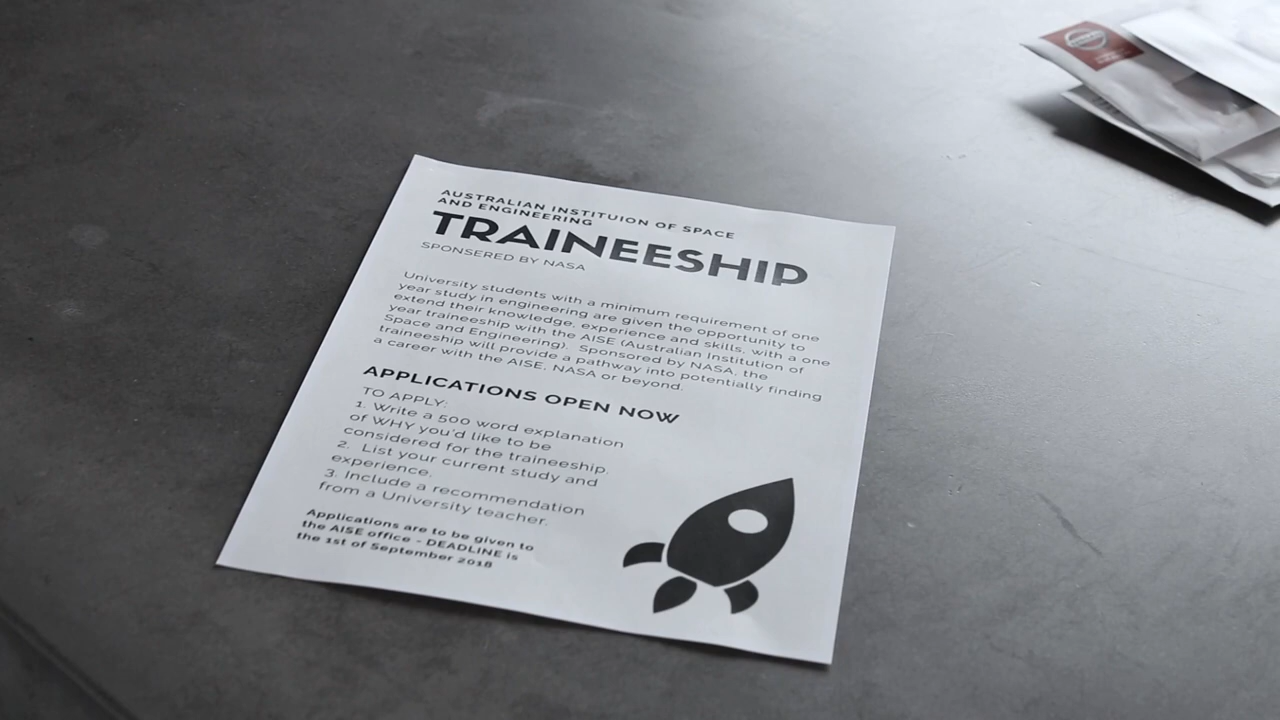 AUSTRALIAN INSTITUION OF SPACE
AND ENGINEERING
TRAINEESHIP
SPONSERED BY NASA
University students with a minimum requirement of one
year study in engineering are given the opportunity to
extend their knowledge, experience and skills, with a one
year traineeship with the AISE (Australian Institution of
Space and Engineering). Sponsored by NASA, the
traineeship will provide a pathway into potentially finding
a career with the AISE, NASA or beyond.
APPLICATIONS OPEN NOW
TO APPLY:
1. Write a 500 word explanation
of WHY you'd like to be
considered for the traineeship.
2. List your current study and
experience.
3. Include a recommendation
from a University teacher.
Applications are to be given to
the AISE office - DEADLINE is
the 1st of September 2018